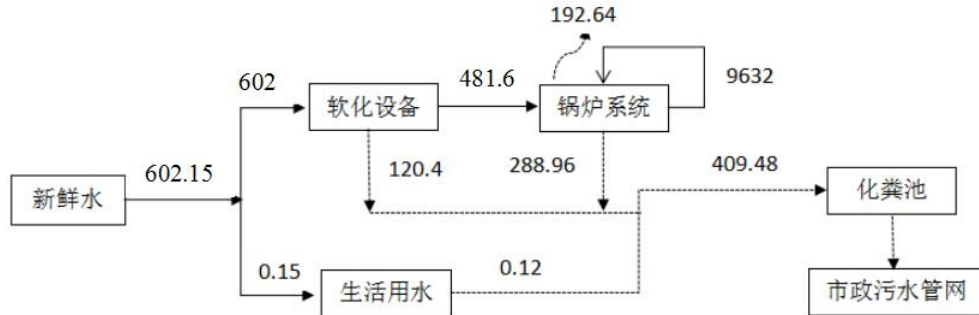 192.64
602
481.6
9632
软化设备
锅炉系统
602.15
120.4
288.96
409.48
新鲜水
化粪池
0.15
0.12
生活用水
市政污水管网